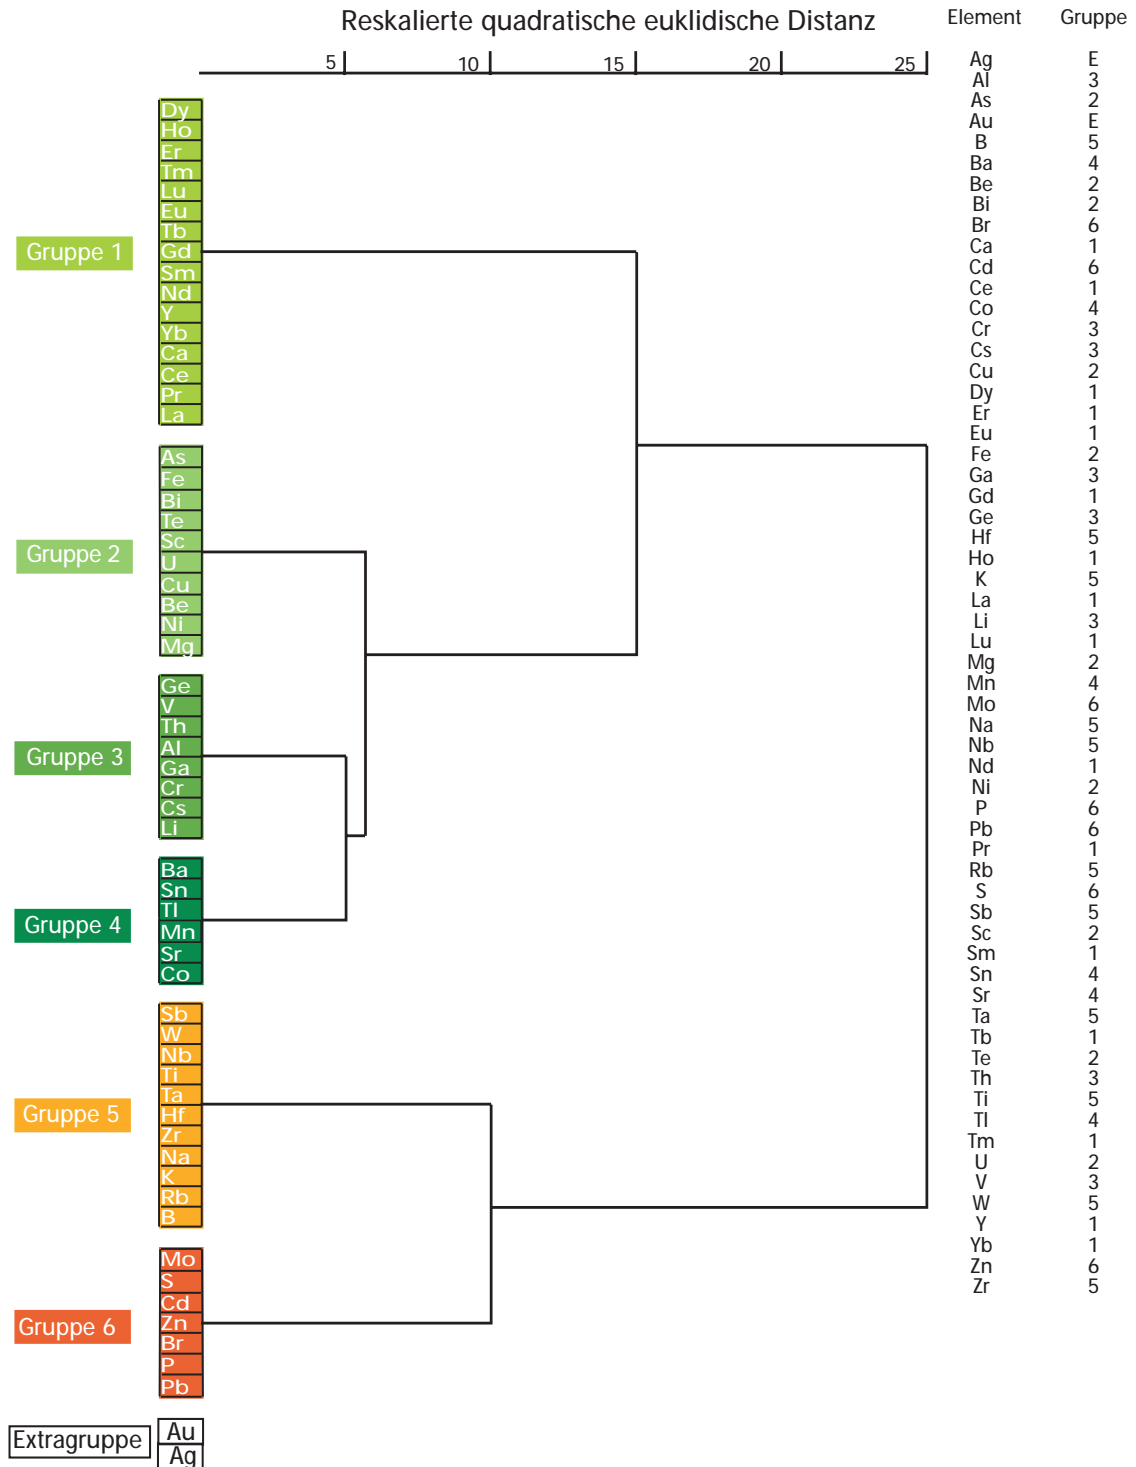 Reskalierte quadratische euklidische Distanz
5 10 15 20 25
Gruppe 1
Dy
Ho
Er
Tm
Lu
Eu
Tb
Gd
Sm
Nd
Y
Yb
Ca
Ce
Pr
La
Gruppe 2
As
Fe
Bi
Te
Sc
U
Cu
Be
Ni
Mg
Gruppe 3
Ge
V
Th
Al
Ga
Cr
Cs
Li
Gruppe 4
Ba
Sn
Tl
Mn
Sr
Co
Gruppe 5
Sb
W
Nb
Ti
Ta
Hf
Zr
Na
K
Rb
B
Gruppe 6
Mo
S
Cd
Zn
Br
P
Pb
Extragruppe
Au
Ag
Element Gruppe
Ag E
Al 3
As 2
Au E
B 5
Ba 4
Be 2
Bi 2
Br 6
Ca 1
Cd 6
Ce 1
Co 4
Cr 3
Cs 3
Cu 2
Dy 1
Er 1
Eu 1
Fe 2
Ga 3
Gd 1
Ge 3
Hf 5
Ho 1
K 5
La 1
Li 3
Lu 1
Mg 2
Mn 4
Mo 6
Na 5
Nb 5
Nd 1
Ni 2
P 6
Pb 6
Pr 1
Rb 5
S 6
Sb 5
Sc 2
Sm 1
Sn 4
Sr 4
Ta 5
Tb 1
Te 2
Th 3
Ti 5
Tl 4
Tm 1
U 2
V 3
W 5
Y 1
Yb 1
Zn 6
Zr 5